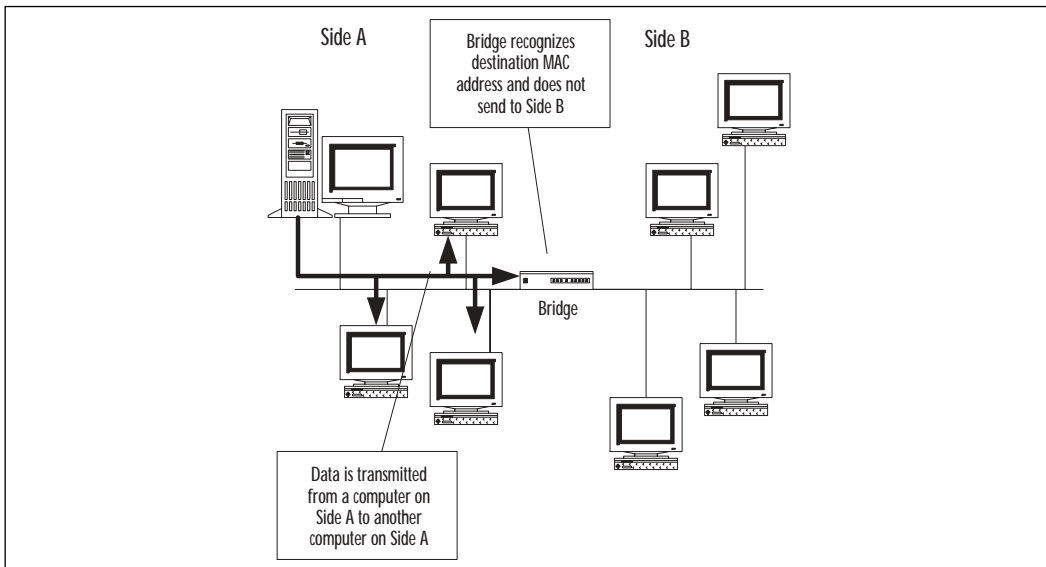 Side A
Bridge recognizes
destination MAC
address and does not
send to Side B
Side B
Bridge
Data is transmitted
from a computer on
Side A to another
computer on Side A